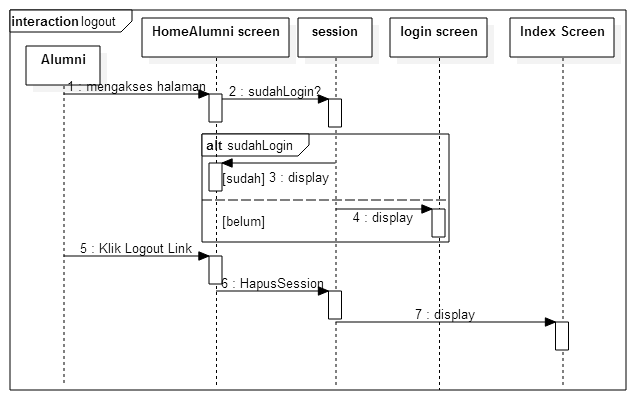 interaction logout
HomeAlumni screen
session
login screen
Index Screen
Alumni
1 : mengakses halaman
2 : sudahLogin?
alt sudahLogin
[sudah]
3 : display
4 : display
[belum]
5 : Klik Logout Link
6 : HapusSession
7 : display